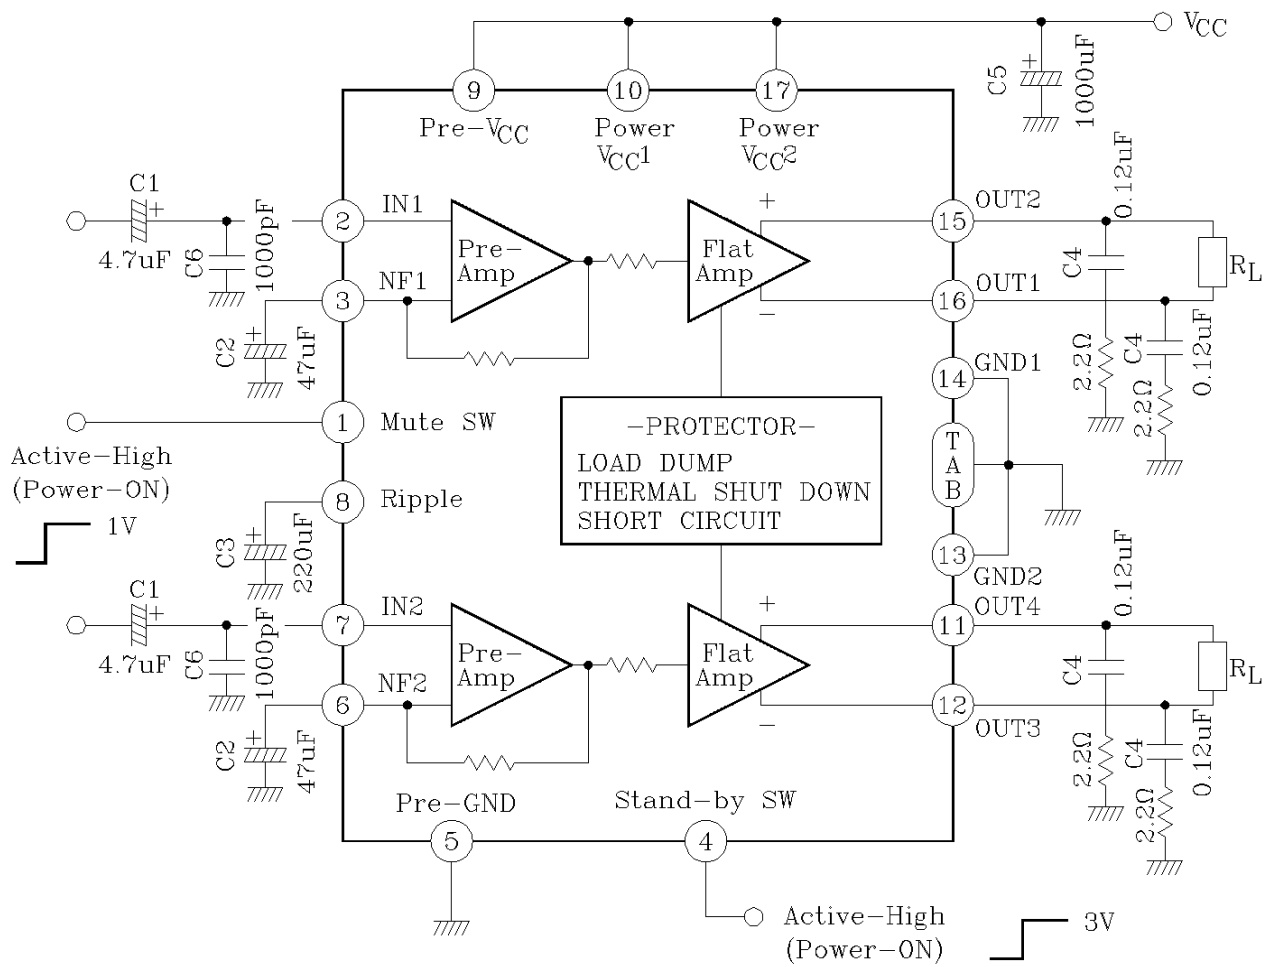 VCC
9
10
17
Pre-VCC
Power
VCC1
Power
VCC2
C5
1000uF
C1
4.7uF
C6
1000pF
2
IN1
Pre-
Amp
Flat
Amp
+
-
15
OUT2
0.12uF
C4
2.2Ω
RL
3
NF1
C2
47uF
16
OUT1
C4
0.12uF
2.2Ω
1
Mute SW
Active-High
(Power-ON)
1V
14
GND1
TAB
-PROTECTOR-
LOAD DUMP
THERMAL SHUT DOWN
SHORT CIRCUIT
8
Ripple
C3
220uF
13
GND2
C1
4.7uF
C6
1000pF
7
IN2
Pre-
Amp
Flat
Amp
+
-
11
OUT4
0.12uF
C4
2.2Ω
RL
6
NF2
C2
47uF
12
OUT3
C4
0.12uF
2.2Ω
Pre-GND
5
Stand-by SW
4
Active-High
(Power-ON)
3V
+
+
+
+
+
+